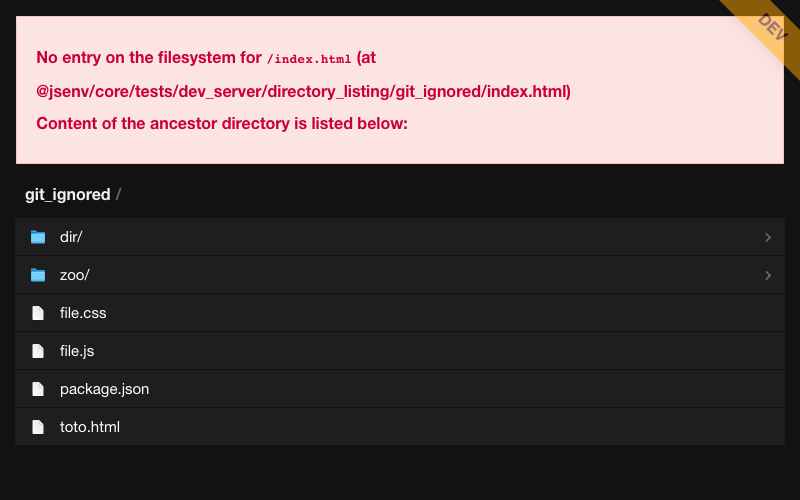 DEV
No entry on the filesystem for /index.html (at
@jsenv/core/tests/dev_server/directory_listing/git_ignored/index.html)
Content of the ancestor directory is listed below:
git_ignored /
dir/
zoo/
file.css
file.js
package.json
toto.html